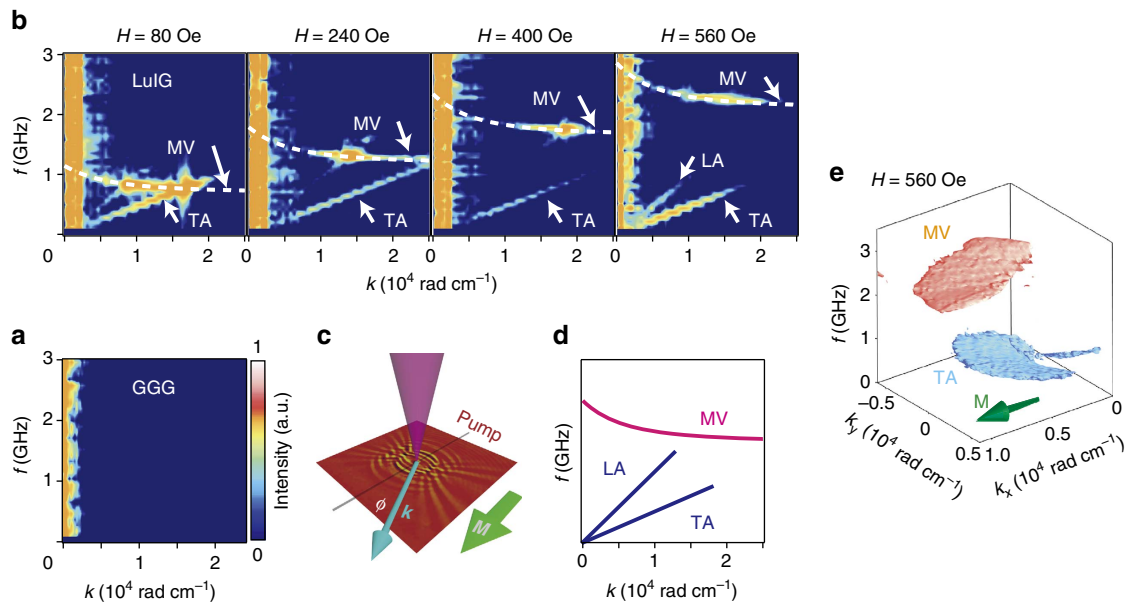 b
H = 80 Oe H = 240 Oe H = 400 Oe H = 560 Oe
3
2
1
0
f (GHz)
LuIG
MV
TA
MV
TA
MV
TA
MV
LA
TA
0 1 2 0 1 2 0 1 2 0 1 2
k (10⁴ rad cm⁻¹)
a
3
2
1
f (GHz)
GGG
0 1 2
k (10⁴ rad cm⁻¹)
1
0
Intensity (a.u.)
c
Pump
ϕ
k
M
d
f (GHz)
MV
LA
TA
0 1 2
k (10⁴ rad cm⁻¹)
e
H = 560 Oe
MV
3
2
1
0
f (GHz)
TA
M
–0.5
0
0.5
k_y (10⁴ rad cm⁻¹)
1.0
0.5
0
k_x (10⁴ rad cm⁻¹)